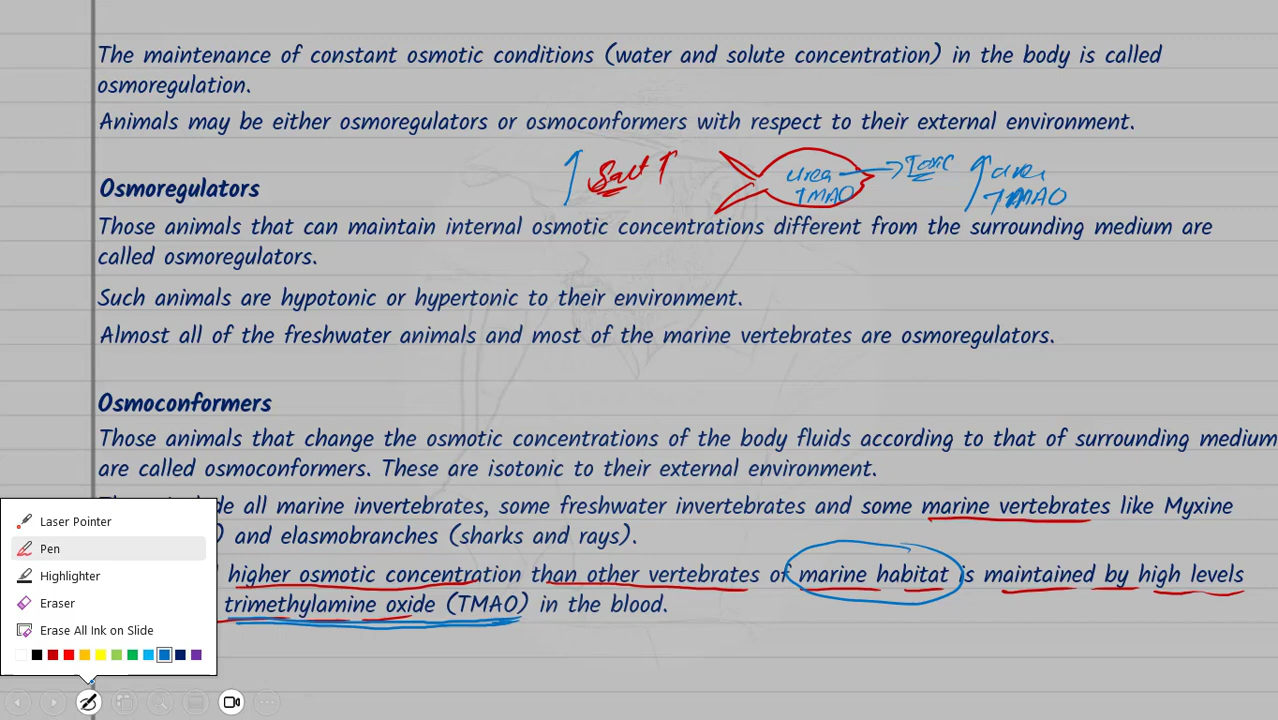 The maintenance of constant osmotic conditions (water and solute concentration) in the body is called
osmoregulation.
Animals may be either osmoregulators or osmoconformers with respect to their external environment.
Salt
urea
TMAO
Toxic
urea
TMAO
Osmoregulators
Those animals that can maintain internal osmotic concentrations different from the surrounding medium are
called osmoregulators.
Such animals are hypotonic or hypertonic to their environment.
Almost all of the freshwater animals and most of the marine vertebrates are osmoregulators.
Osmoconformers
Those animals that change the osmotic concentrations of the body fluids according to that of surrounding medium
are called osmoconformers. These are isotonic to their external environment.
all marine invertebrates, some freshwater invertebrates and some marine vertebrates like Myxine
and elasmobranches (sharks and rays).
higher osmotic concentration than other vertebrates of marine habitat is maintained by high levels
trimethylamine oxide (TMAO) in the blood.
Laser Pointer
Pen
Highlighter
Eraser
Erase All Ink on Slide